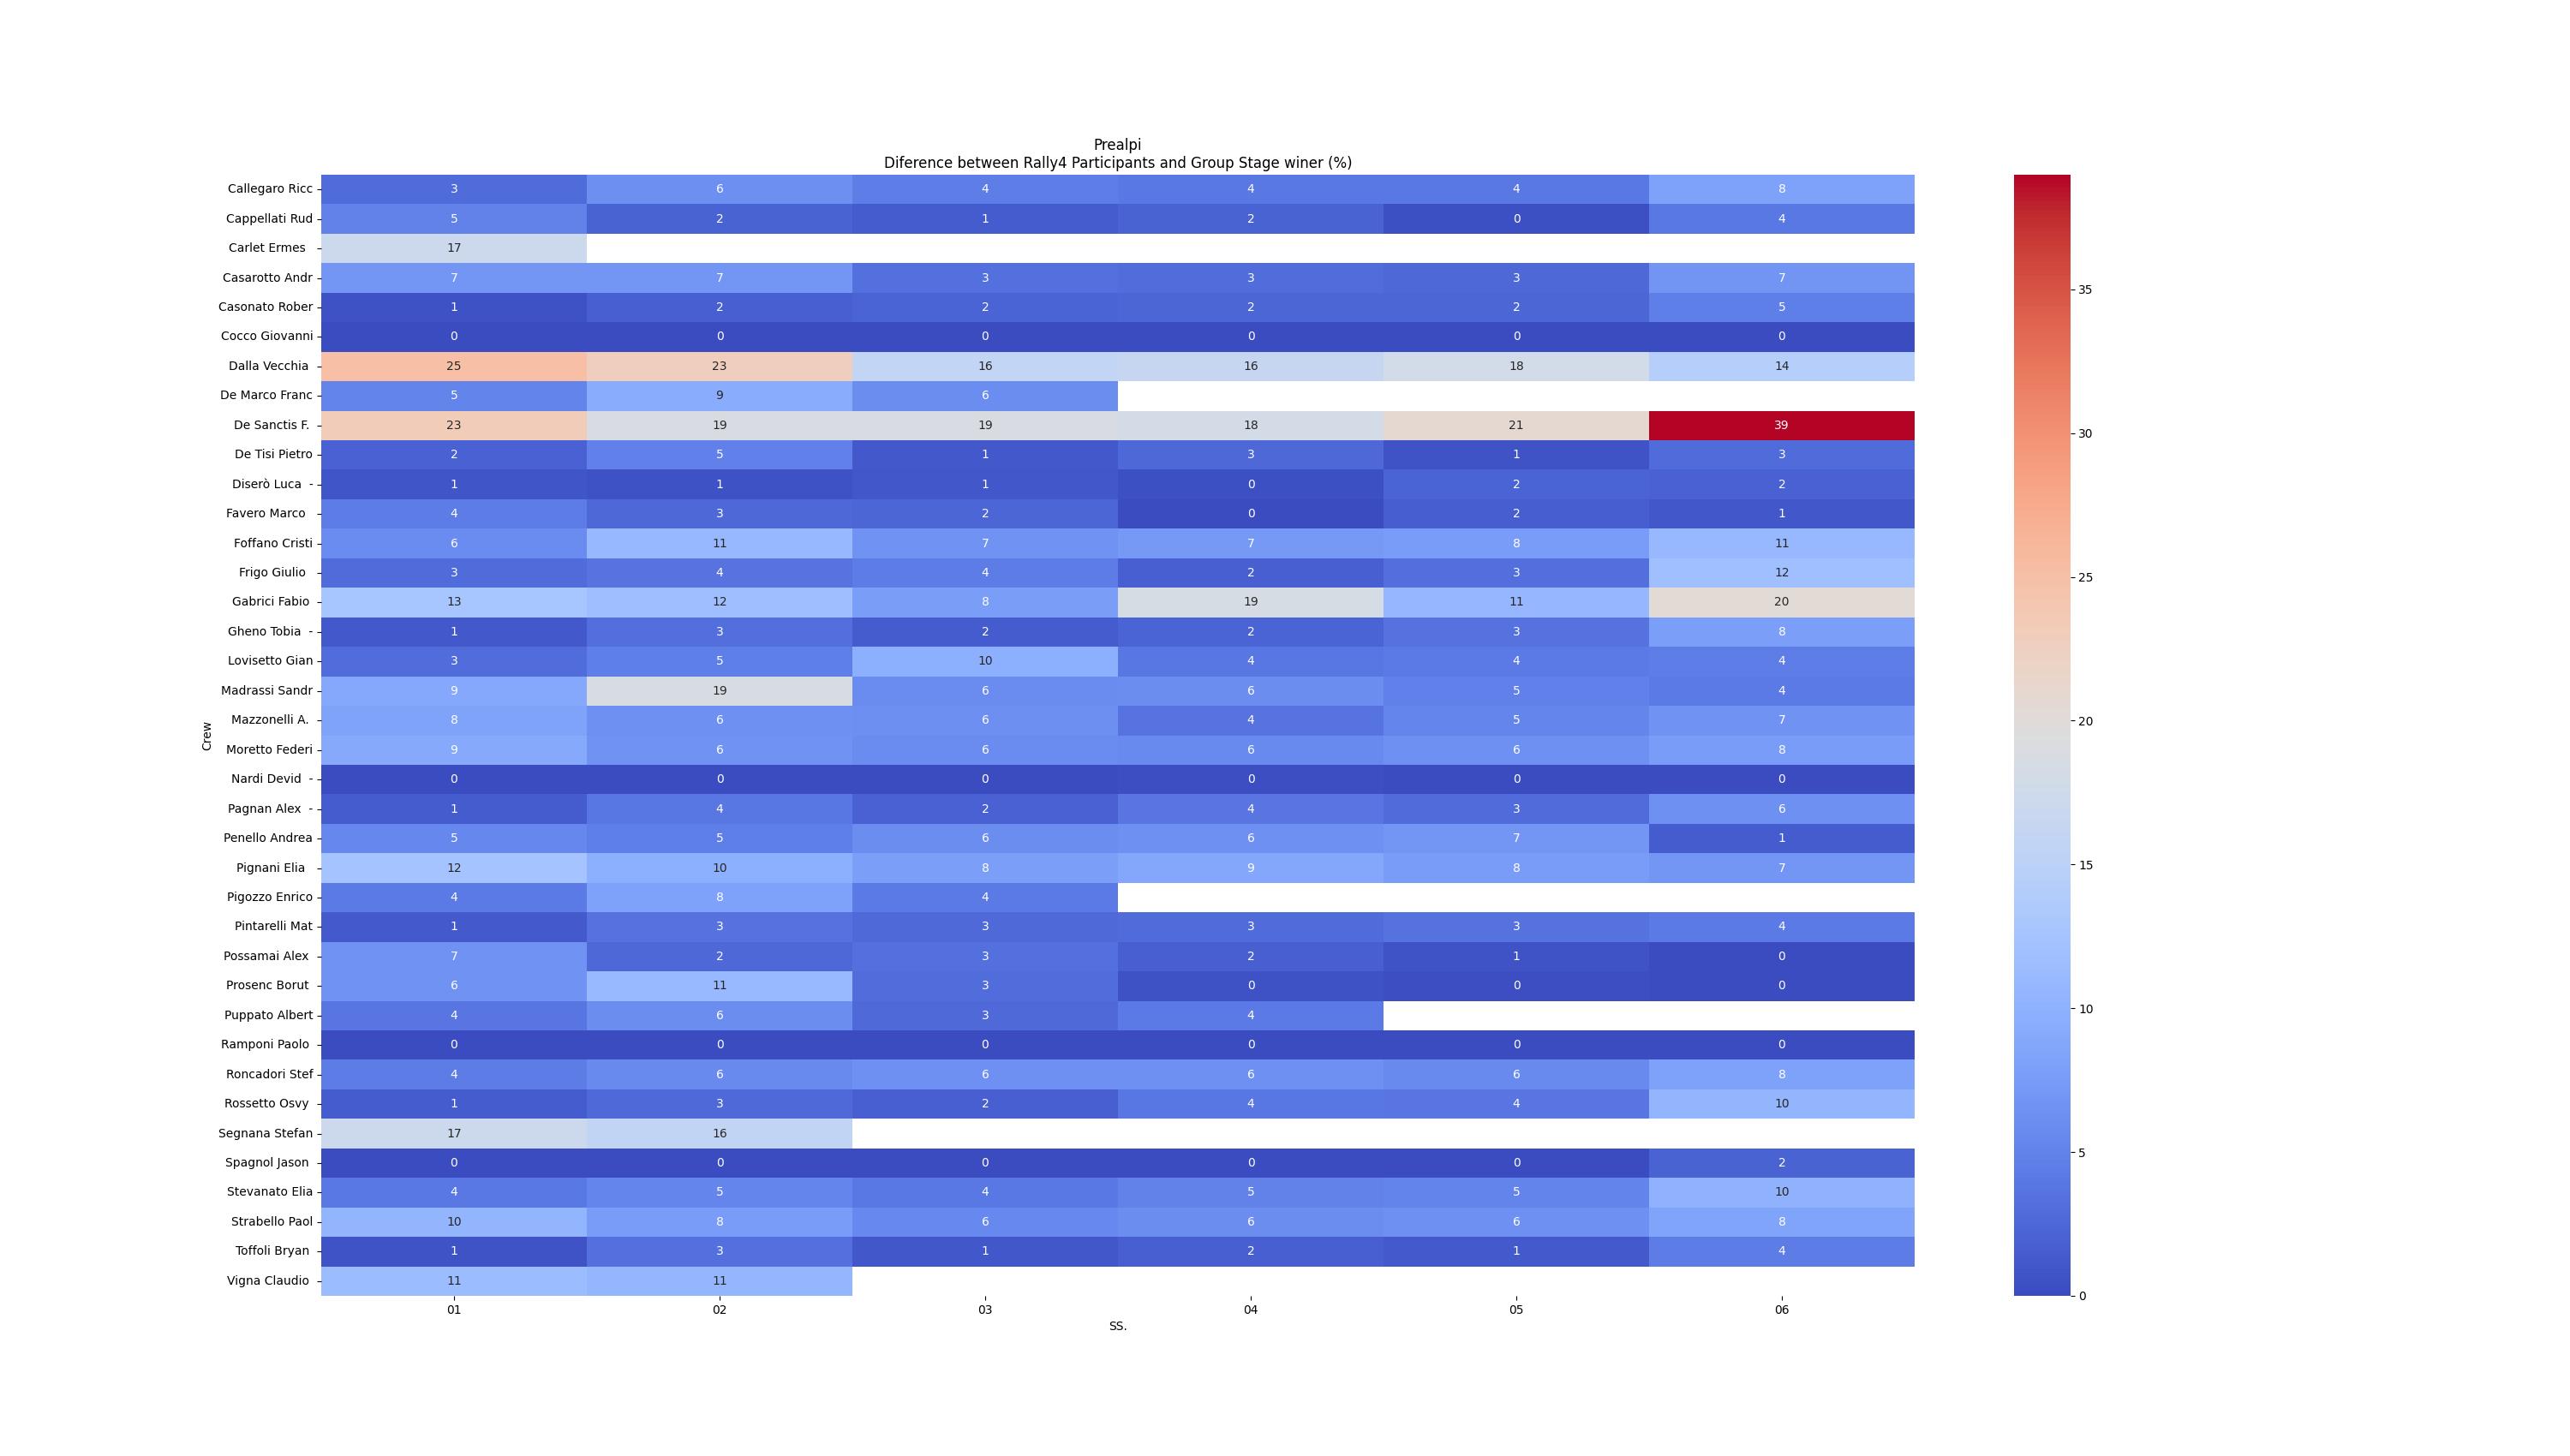 Prealpi
Diference between Rally4 Participants and Group Stage winer (%)
Callegaro Ricc 3 6 4 4 4 8
Cappellati Rud 5 2 1 2 0 4
Carlet Ermes 17
Casarotto Andr 7 7 3 3 3 7
Casonato Rober 1 2 2 2 2 5
Cocco Giovanni 0 0 0 0 0 0
Dalla Vecchia 25 23 16 16 18 14
De Marco Franc 5 9 6
De Sanctis F. 23 19 19 18 21 39
De Tisi Pietro 2 5 1 3 1 3
Diserò Luca - 1 1 1 0 2 2
Favero Marco 4 3 2 0 2 1
Foffano Cristi 6 11 7 7 8 11
Frigo Giulio 3 4 4 2 3 12
Gabrici Fabio 13 12 8 19 11 20
Gheno Tobia - 1 3 2 2 3 8
Lovisetto Gian 3 5 10 4 4 4
Madrassi Sandr 9 19 6 6 5 4
Mazzonelli A. 8 6 6 4 5 7
Moretto Federi 9 6 6 6 6 8
Nardi Devid - 0 0 0 0 0 0
Pagnan Alex - 1 4 2 4 3 6
Penello Andrea 5 5 6 6 7 1
Pignani Elia 12 10 8 9 8 7
Pigozzo Enrico 4 8 4
Pintarelli Mat 1 3 3 3 3 4
Possamai Alex 7 2 3 2 1 0
Prosenc Borut 6 11 3 0 0 0
Puppato Albert 4 6 3 4
Ramponi Paolo 0 0 0 0 0 0
Roncadori Stef 4 6 6 6 6 8
Rossetto Osvy 1 3 2 4 4 10
Segnana Stefan 17 16
Spagnol Jason 0 0 0 0 0 2
Stevanato Elia 4 5 4 5 5 10
Strabello Paol 10 8 6 6 6 8
Toffoli Bryan 1 3 1 2 1 4
Vigna Claudio 11 11
01 02 03 04 05 06
SS.
Crew
35
30
25
20
15
10
5
0